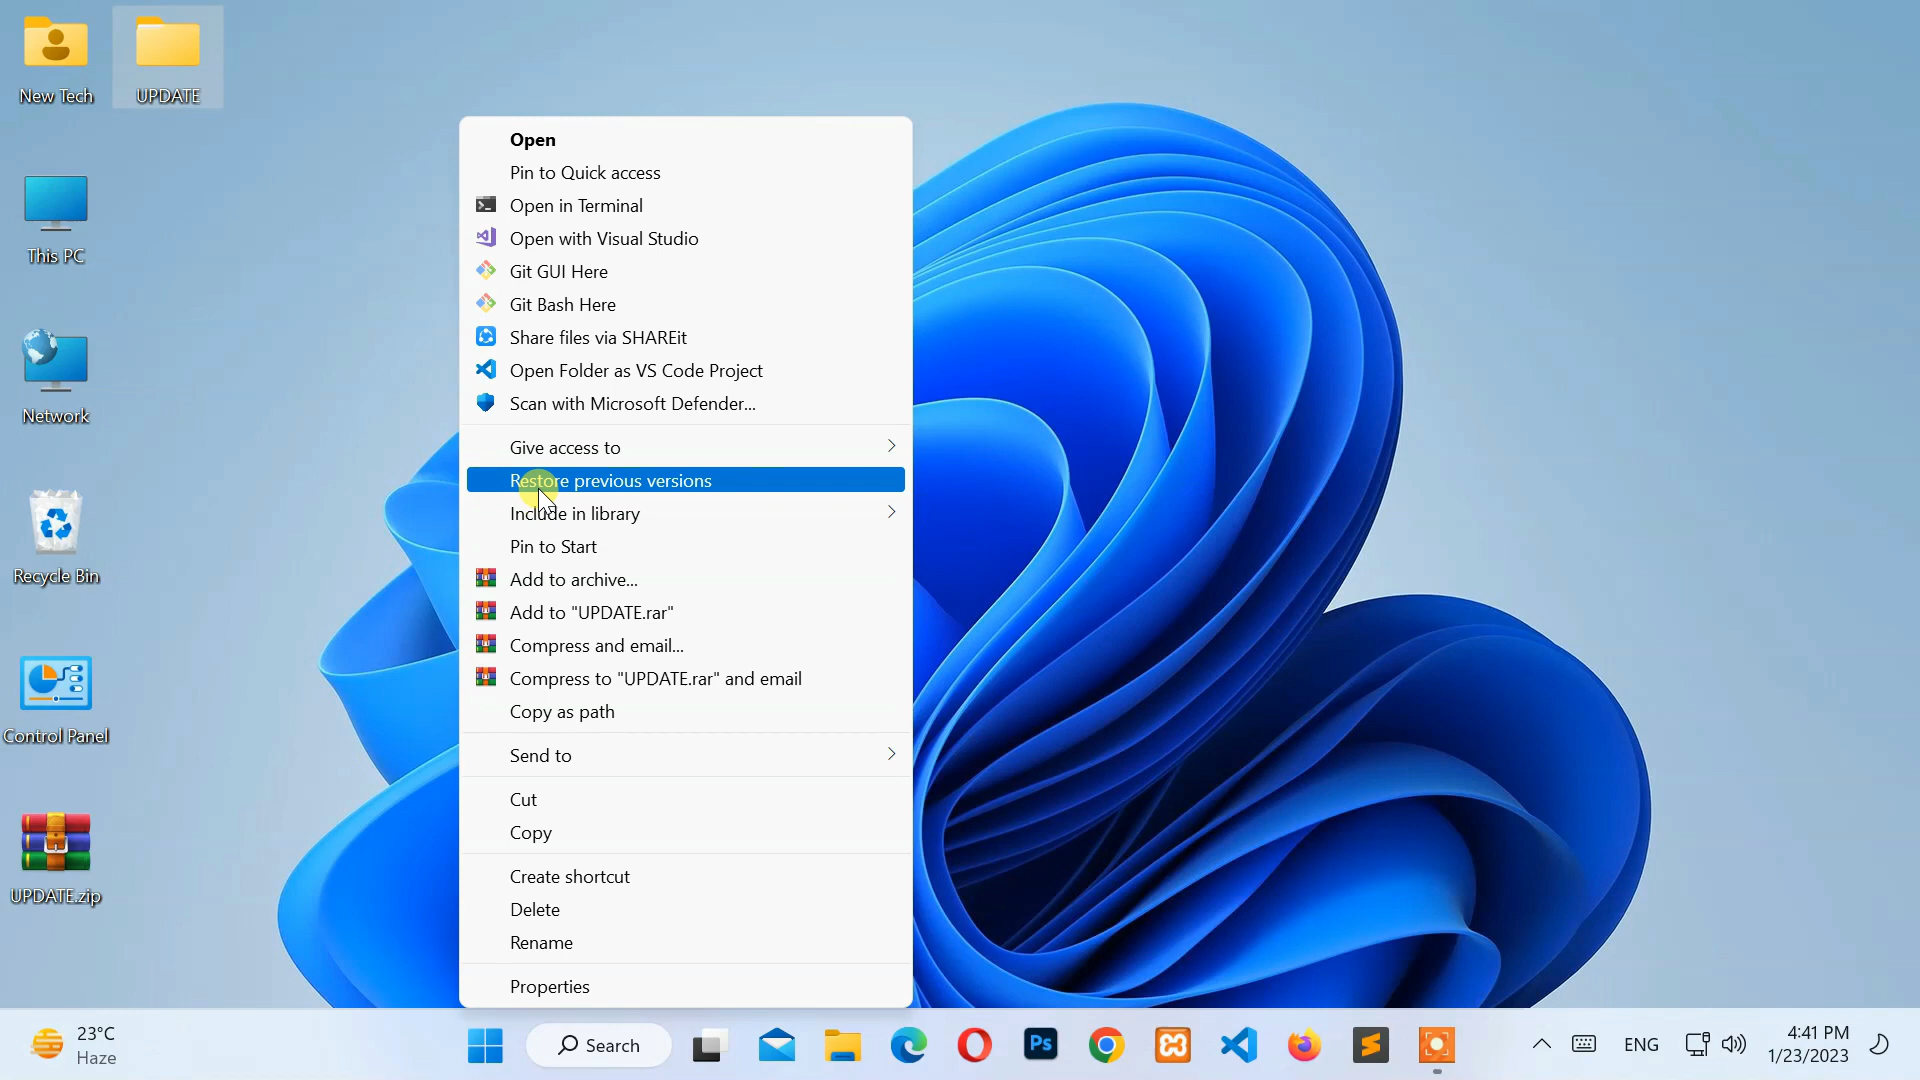 New Tech
UPDATE
This PC
Network
Recycle Bin
Control Panel
UPDATE.zip
Open
Pin to Quick access
Open in Terminal
Open with Visual Studio
Git GUI Here
Git Bash Here
Share files via SHAREit
Open Folder as VS Code Project
Scan with Microsoft Defender...
Give access to
Restore previous versions
Include in library
Pin to Start
Add to archive...
Add to "UPDATE.rar"
Compress and email...
Compress to "UPDATE.rar" and email
Copy as path
Send to
Cut
Copy
Create shortcut
Delete
Rename
Properties
23°C
Haze
Search
Ps
ENG
4:41 PM
1/23/2023